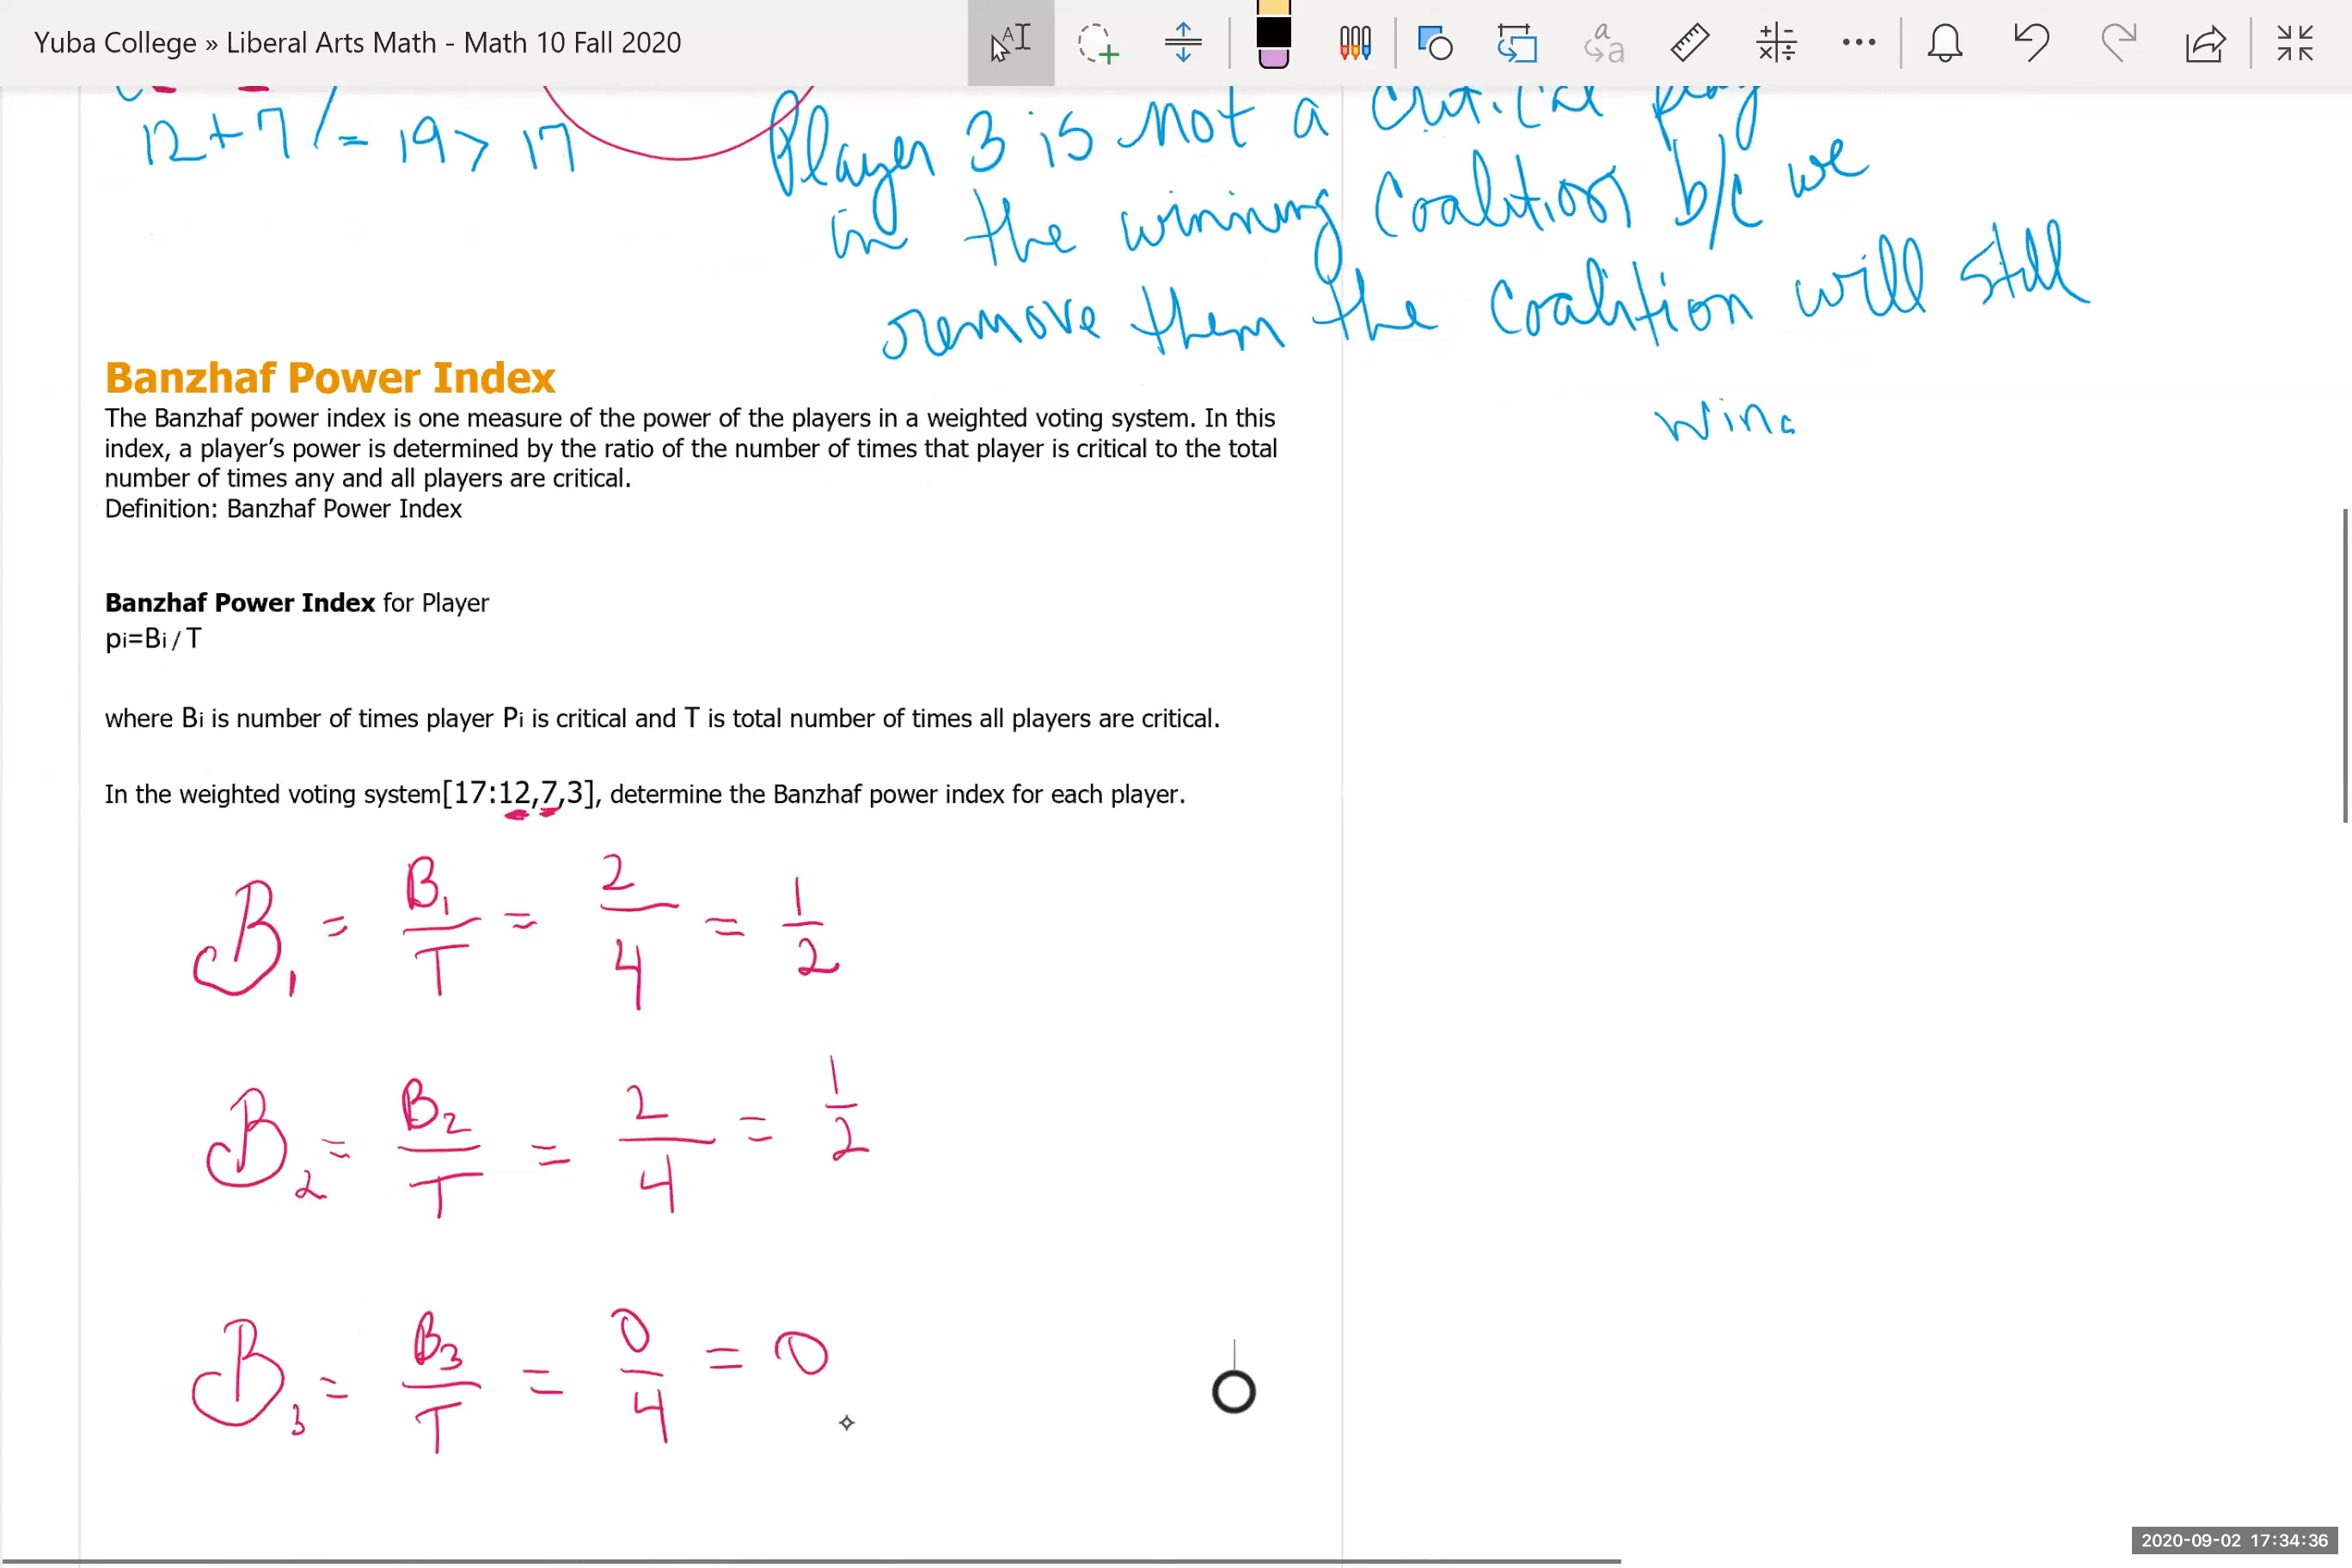 Yuba College » Liberal Arts Math - Math 10 Fall 2020
12 + 7 = 19 > 17
Player 3 is not a critical play
in the winning Coalition b/c we
remove them the coalition will still
win.
Banzhaf Power Index
The Banzhaf power index is one measure of the power of the players in a weighted voting system. In this
index, a player's power is determined by the ratio of the number of times that player is critical to the total
number of times any and all players are critical.
Definition: Banzhaf Power Index
Banzhaf Power Index for Player
pi=Bi / T
where Bi is number of times player Pi is critical and T is total number of times all players are critical.
In the weighted voting system[17:12,7,3], determine the Banzhaf power index for each player.
B1 = B1/T = 2/4 = 1/2
B2 = B2/T = 2/4 = 1/2
B3 = B3/T = 0/4 = 0
2020-09-02 17:34:36